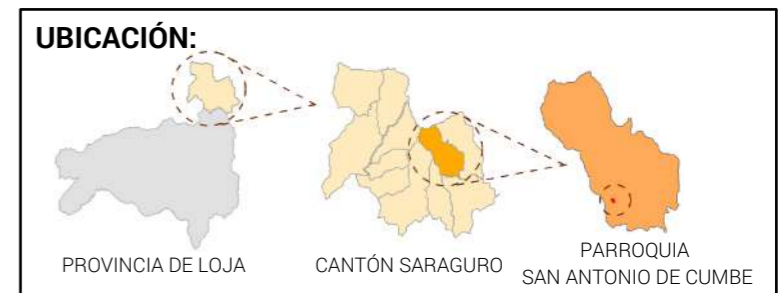 UBICACIÓN:
PROVINCIA DE LOJA
CANTÓN SARAGURO
PARROQUIA
SAN ANTONIO DE CUMBE